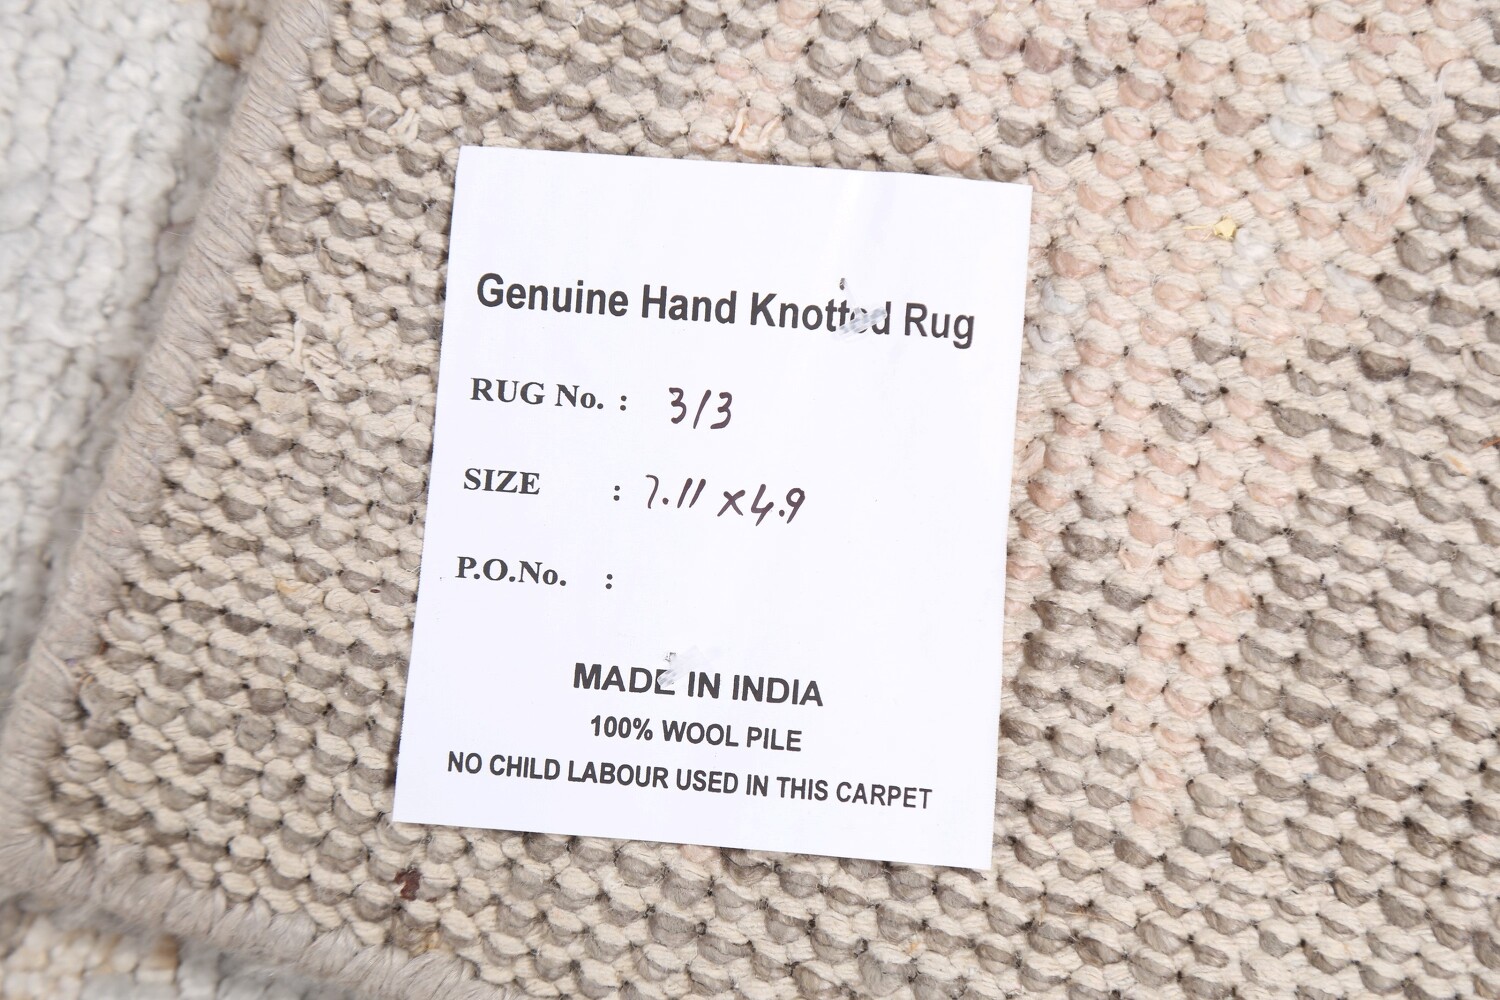 Genuine Hand Knotted Rug
RUG No. : 3/3
SIZE : 7.11 x 4.9
P.O.No. :
MADE IN INDIA
100% WOOL PILE
NO CHILD LABOUR USED IN THIS CARPET